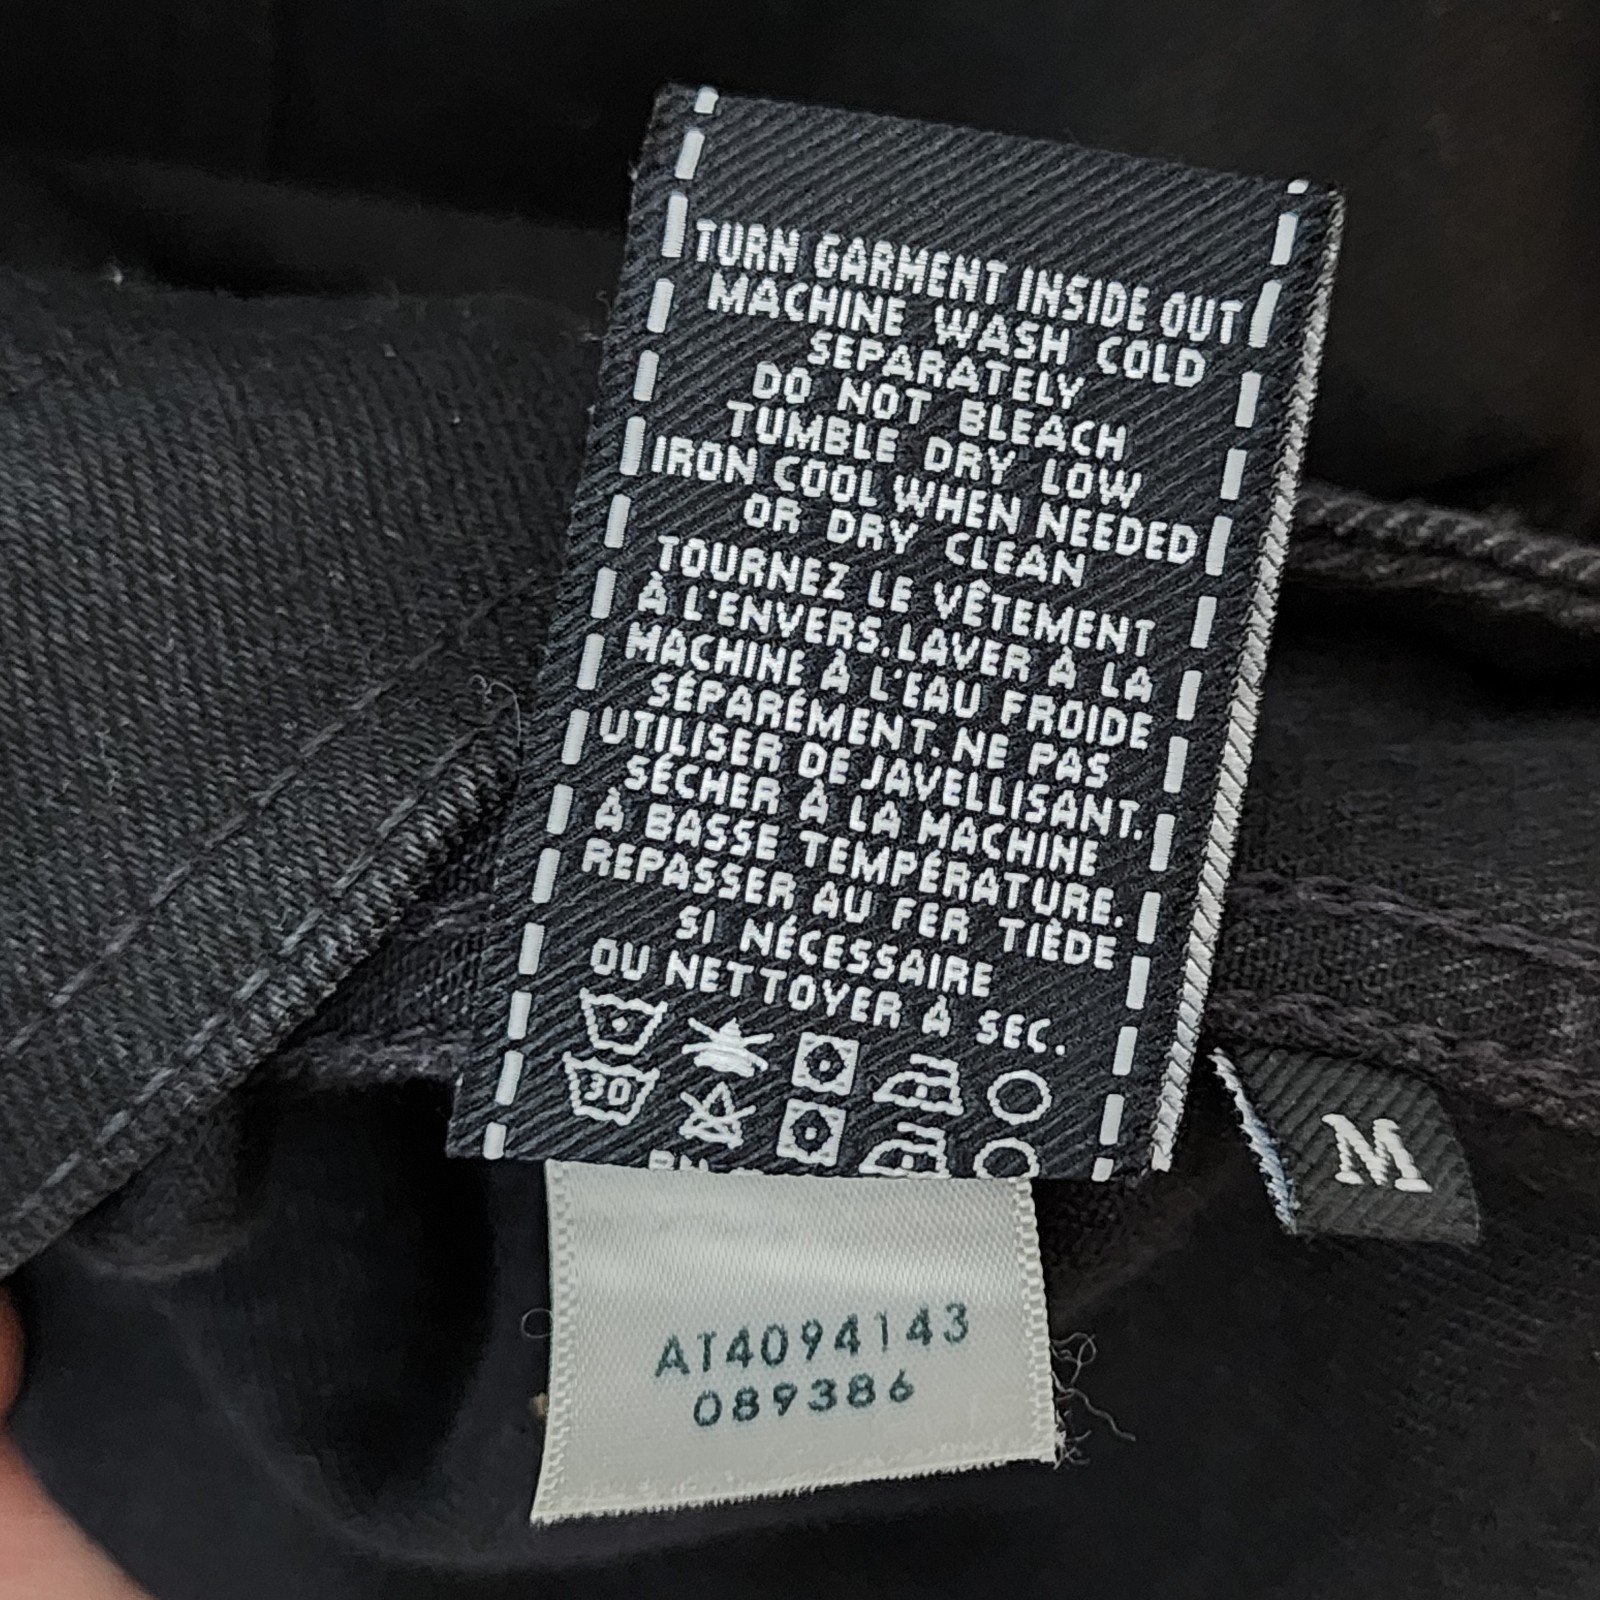 TURN GARMENT INSIDE OUT
MACHINE WASH COLD
SEPARATELY
DO NOT BLEACH
TUMBLE DRY LOW
IRON COOL WHEN NEEDED
OR DRY CLEAN
TOURNEZ LE VÊTEMENT
À L'ENVERS. LAVER À LA
MACHINE À L'EAU FROIDE
SÉPARÉMENT. NE PAS
UTILISER DE JAVELLISANT.
SÉCHER À LA MACHINE
À BASSE TEMPÉRATURE.
REPASSER AU FER TIÈDE
SI NÉCESSAIRE
OU NETTOYER À SEC.
30
M
AT4094143
089386